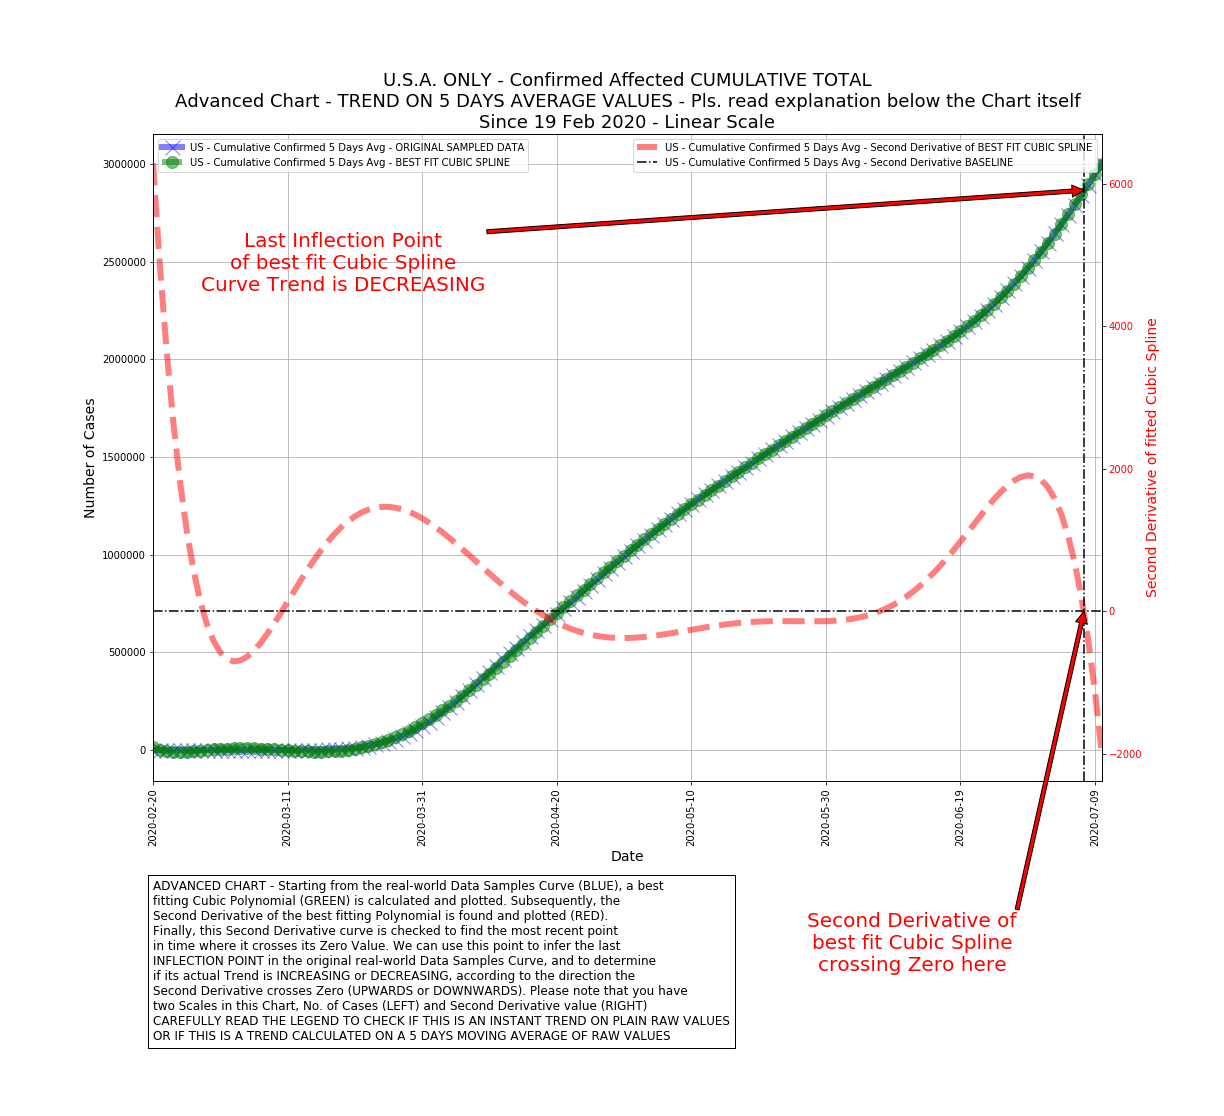 U.S.A. ONLY - Confirmed Affected CUMULATIVE TOTAL
Advanced Chart - TREND ON 5 DAYS AVERAGE VALUES - Pls. read explanation below the Chart itself
Since 19 Feb 2020 - Linear Scale
US - Cumulative Confirmed 5 Days Avg - ORIGINAL SAMPLED DATA
US - Cumulative Confirmed 5 Days Avg - BEST FIT CUBIC SPLINE
US - Cumulative Confirmed 5 Days Avg - Second Derivative of BEST FIT CUBIC SPLINE
US - Cumulative Confirmed 5 Days Avg - Second Derivative BASELINE
Last Inflection Point
of best fit Cubic Spline
Curve Trend is DECREASING
Number of Cases
3000000
2500000
2000000
1500000
1000000
500000
0
6000
4000
2000
0
−2000
Second Derivative of fitted Cubic Spline
2020-02-20
2020-03-11
2020-03-31
2020-04-20
2020-05-10
2020-05-30
2020-06-19
2020-07-09
Date
ADVANCED CHART - Starting from the real-world Data Samples Curve (BLUE), a best
fitting Cubic Polynomial (GREEN) is calculated and plotted. Subsequently, the
Second Derivative of the best fitting Polynomial is found and plotted (RED).
Finally, this Second Derivative curve is checked to find the most recent point
in time where it crosses its Zero Value. We can use this point to infer the last
INFLECTION POINT in the original real-world Data Samples Curve, and to determine
if its actual Trend is INCREASING or DECREASING, according to the direction the
Second Derivative crosses Zero (UPWARDS or DOWNWARDS). Please note that you have
two Scales in this Chart, No. of Cases (LEFT) and Second Derivative value (RIGHT)
CAREFULLY READ THE LEGEND TO CHECK IF THIS IS AN INSTANT TREND ON PLAIN RAW VALUES
OR IF THIS IS A TREND CALCULATED ON A 5 DAYS MOVING AVERAGE OF RAW VALUES
Second Derivative of
best fit Cubic Spline
crossing Zero here